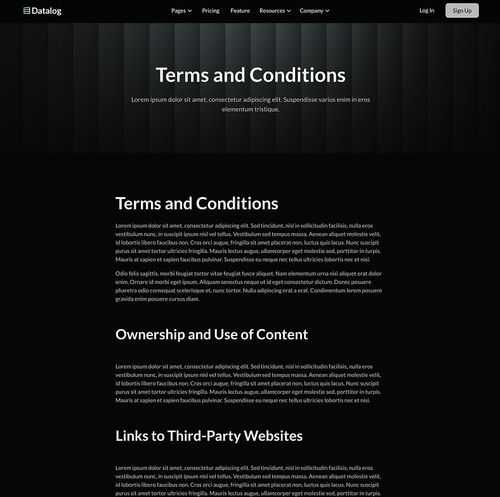 Datalog
Pages
Pricing
Feature
Resources
Company
Log In
Sign Up
Terms and Conditions
Lorem ipsum dolor sit amet, consectetur adipiscing elit. Suspendisse varius enim in eros
elementum tristique.
Terms and Conditions
Lorem ipsum dolor sit amet, consectetur adipiscing elit. Sed tincidunt, nisl in sollicitudin facilisis, nulla eros
vestibulum nunc, in suscipit ipsum nisl vel tellus. Vestibulum sed tempus massa. Aenean aliquet molestie velit,
id lobortis libero faucibus non. Cras orci augue, fringilla sit amet placerat non, luctus quis dolor. Nunc suscipit
purus sit amet tortor ultricies fringilla. Mauris lectus augue, ullamcorper eget molestie sed, porttitor in turpis.
Mauris at sapien et sapien pulvinar. Suspendisse eu neque nec tellus ultricies lobortis nec et nisi.
Odio felis sagittis, morbi feugiat tortor vitae feugiat fusce aliquet. Nam elementum urna nisi aliquet erat dolor
enim. Ornare id morbi eget ipsum. Aliquam senectus neque ut id eget consectetur dictum. Donec posuere
pharetra odio consequat scelerisque et, nunc tortor. Nulla adipiscing erat a erat. Condimentum lorem posuere
gravida enim posuere cursus diam.
Ownership and Use of Content
Lorem ipsum dolor sit amet, consectetur adipiscing elit. Sed tincidunt, nisl in sollicitudin facilisis, nulla eros
vestibulum nunc, in suscipit ipsum nisl vel tellus. Vestibulum sed tempus massa. Aenean aliquet molestie velit,
id lobortis libero faucibus non. Cras orci augue, fringilla sit amet placerat non, luctus quis dolor. Nunc suscipit
purus sit amet tortor ultricies fringilla. Mauris lectus augue, ullamcorper eget molestie sed, porttitor in turpis.
Mauris at sapien et sapien et faucibus pulvinar. Suspendisse eu neque nec tellus ultricies lobortis nec et nisi.
Links to Third-Party Websites
Lorem ipsum dolor sit amet, consectetur adipiscing elit. Sed tincidunt, nisl in sollicitudin facilisis, nulla eros
vestibulum nunc, in suscipit ipsum nisl vel tellus. Vestibulum sed tempus massa. Aenean aliquet molestie velit,
id lobortis libero faucibus non. Cras orci augue, fringilla sit amet placerat non, luctus quis dolor. Nunc suscipit
purus sit amet tortor ultricies fringilla. Mauris lectus augue, ullamcorper eget molestie sed, porttitor in turpis.